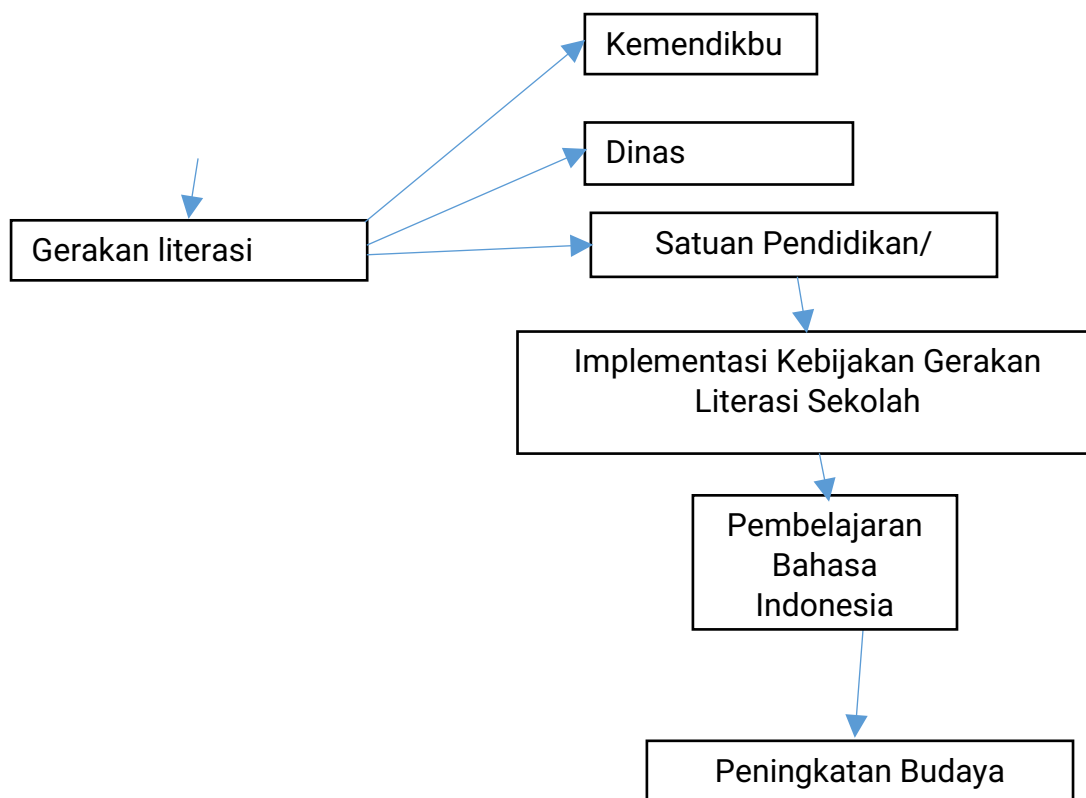 Kemendikbu
Dinas
Gerakan literasi
Satuan Pendidikan/
Implementasi Kebijakan Gerakan
Literasi Sekolah
Pembelajaran
Bahasa
Indonesia
Peningkatan Budaya